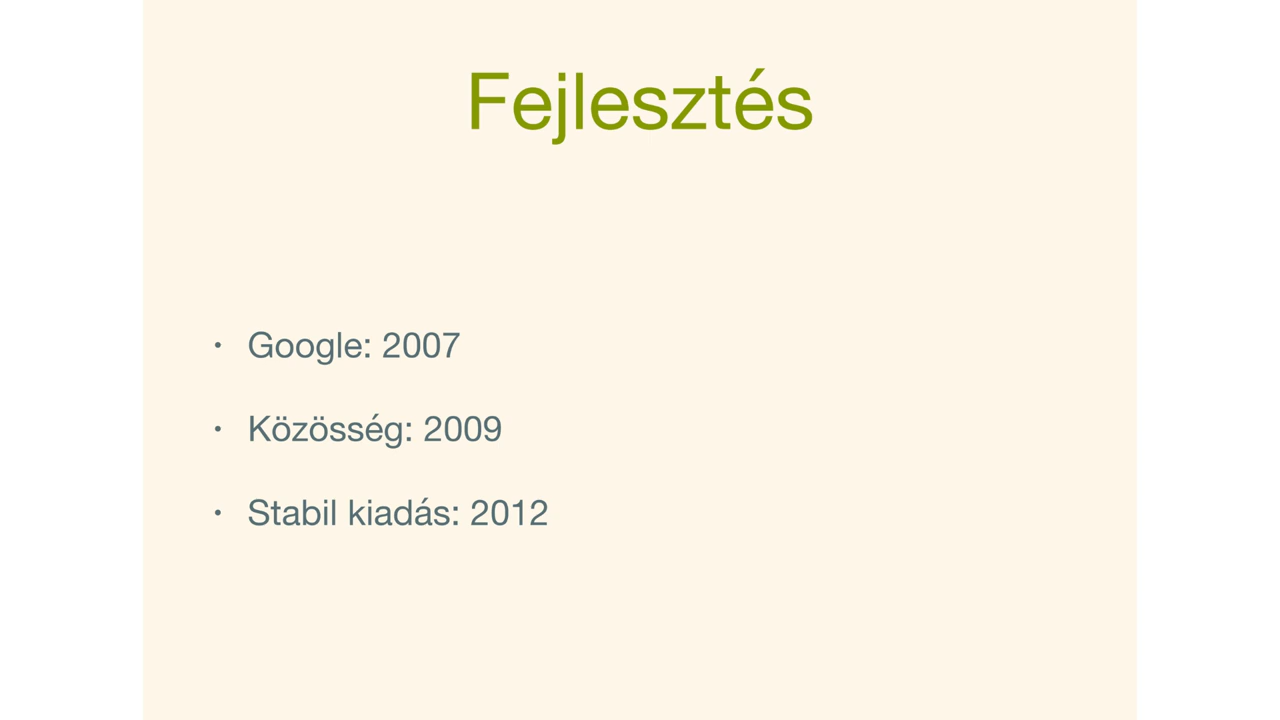 Fejlesztés
• Google: 2007
• Közösség: 2009
• Stabil kiadás: 2012